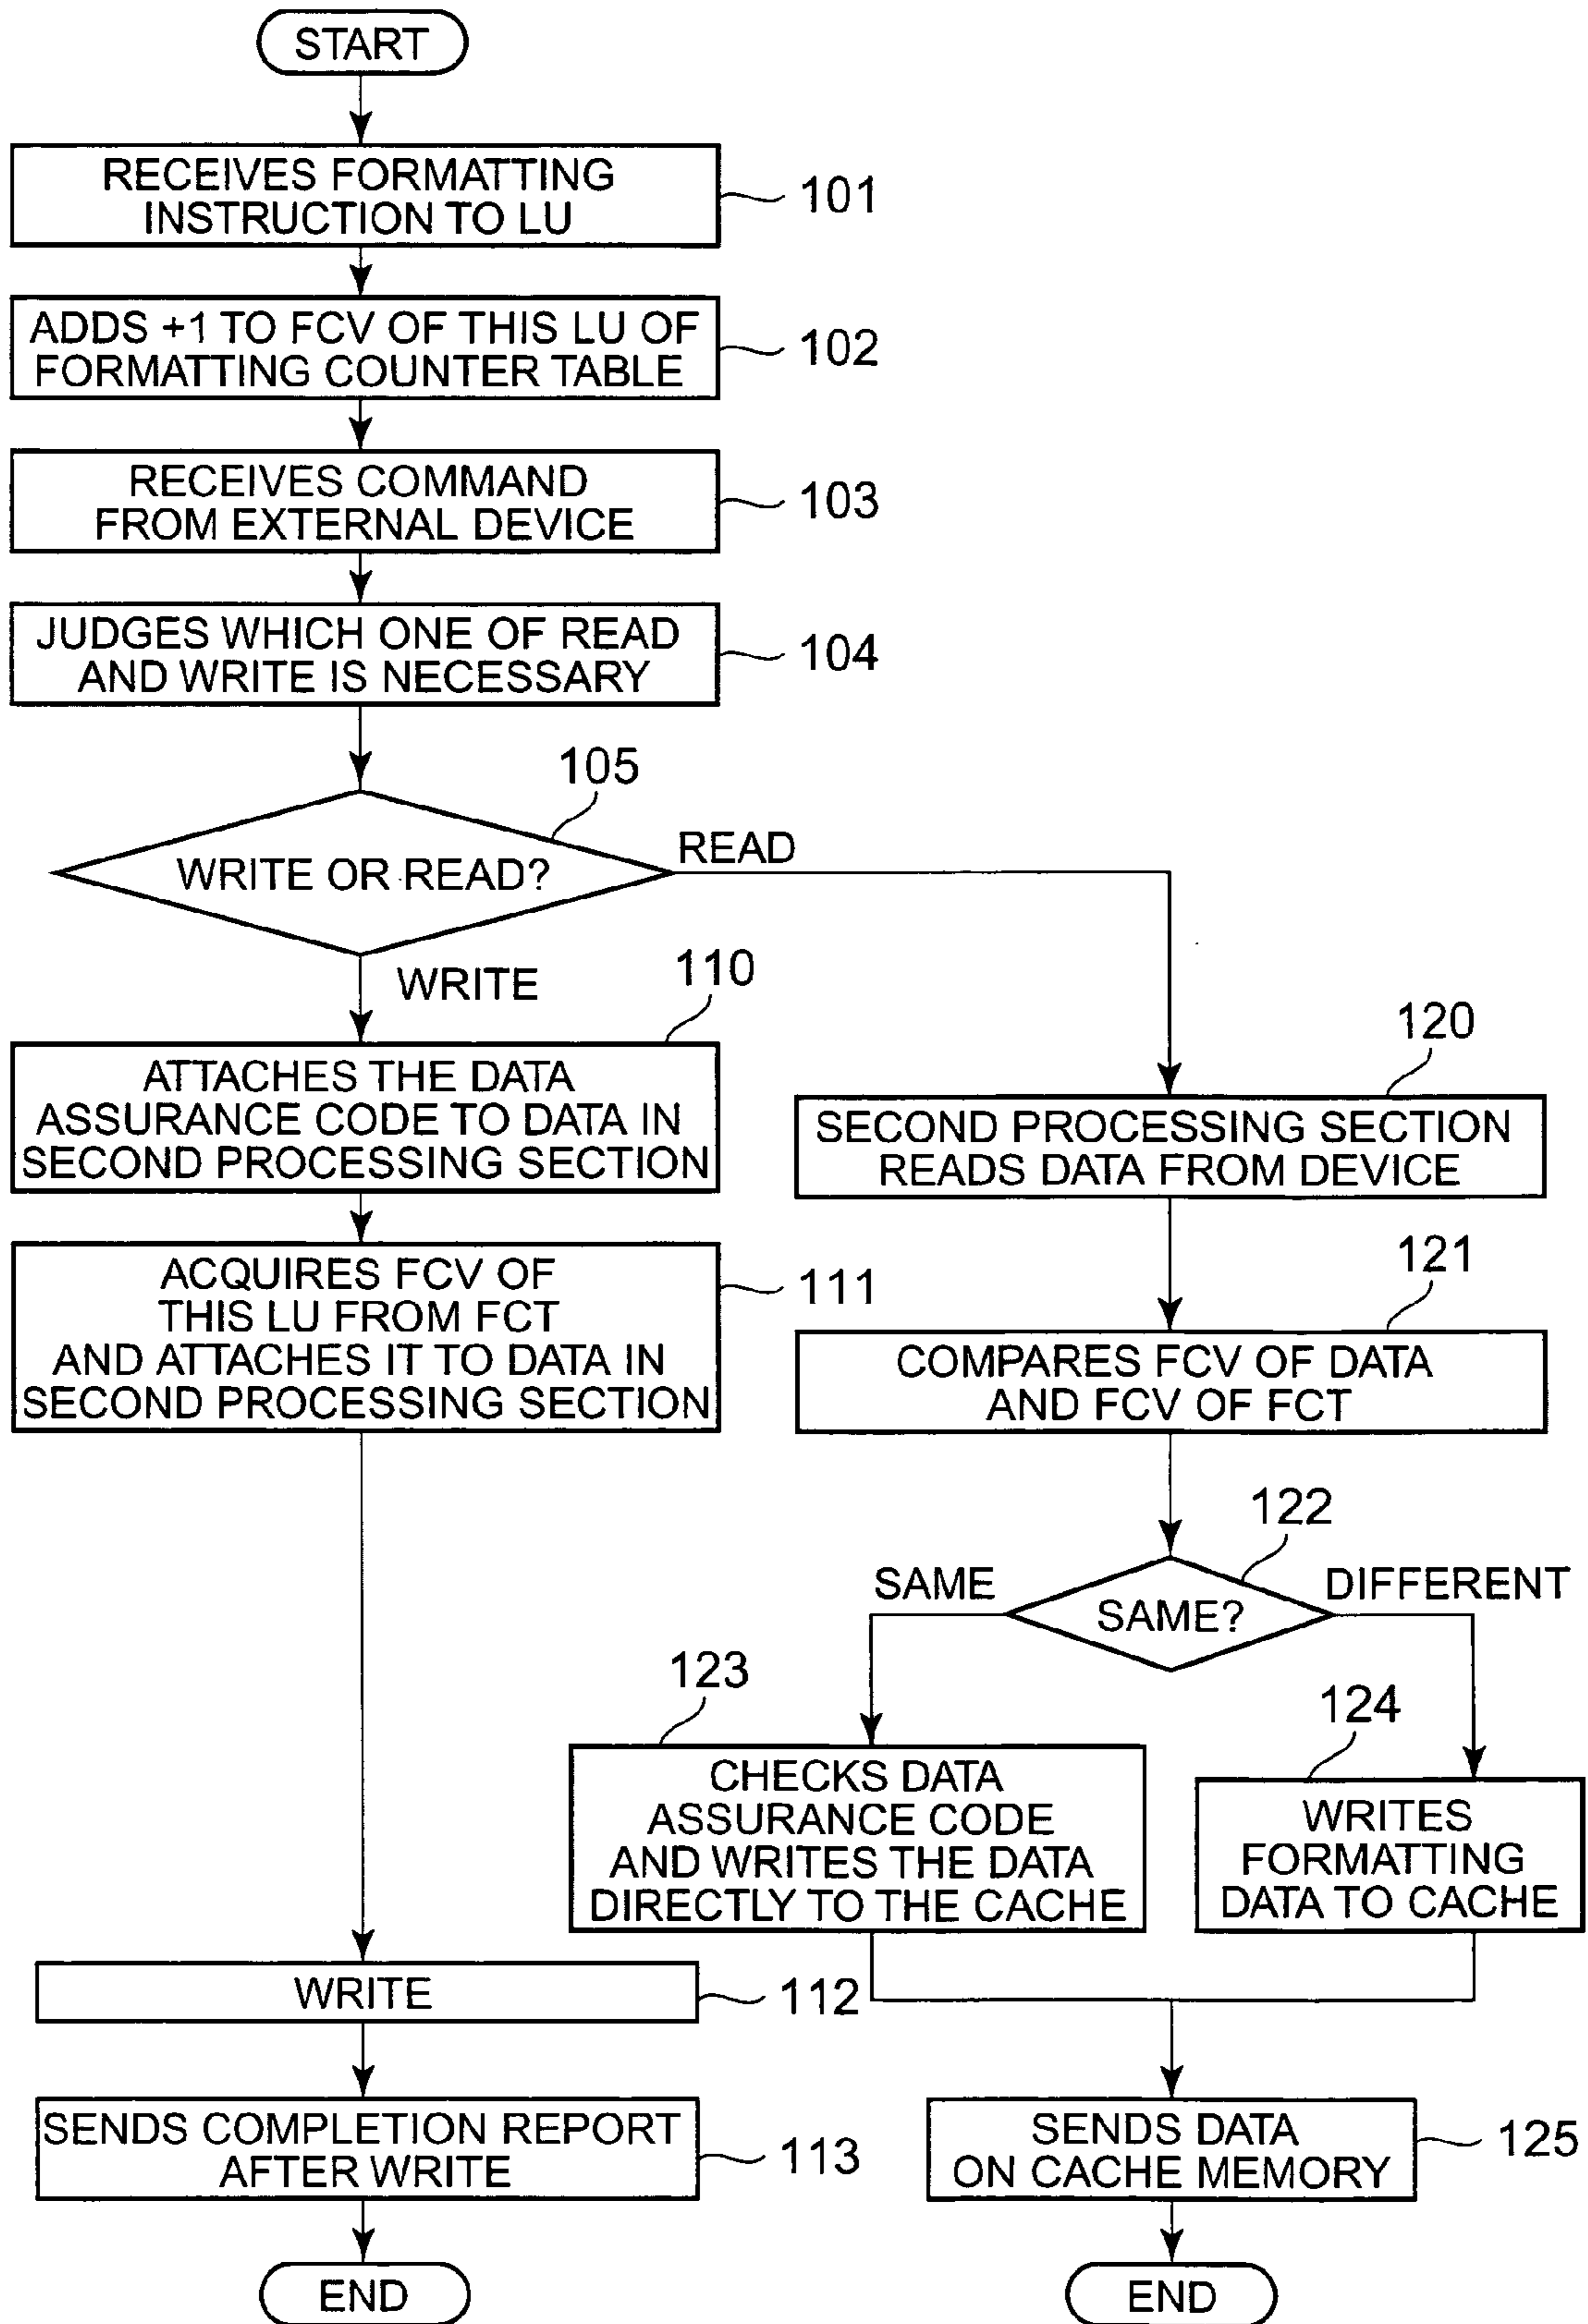 START
RECEIVES FORMATTING
INSTRUCTION TO LU
101
ADDS +1 TO FCV OF THIS LU OF
FORMATTING COUNTER TABLE
102
RECEIVES COMMAND
FROM EXTERNAL DEVICE
103
JUDGES WHICH ONE OF READ
AND WRITE IS NECESSARY
104
105
WRITE OR READ?
READ
WRITE
110
ATTACHES THE DATA
ASSURANCE CODE TO DATA IN
SECOND PROCESSING SECTION
ACQUIRES FCV OF
THIS LU FROM FCT
AND ATTACHES IT TO DATA IN
SECOND PROCESSING SECTION
111
WRITE
112
SENDS COMPLETION REPORT
AFTER WRITE
113
END
120
SECOND PROCESSING SECTION
READS DATA FROM DEVICE
121
COMPARES FCV OF DATA
AND FCV OF FCT
122
SAME?
SAME
DIFFERENT
123
CHECKS DATA
ASSURANCE CODE
AND WRITES THE DATA
DIRECTLY TO THE CACHE
124
WRITES
FORMATTING
DATA TO CACHE
SENDS DATA
ON CACHE MEMORY
125
END